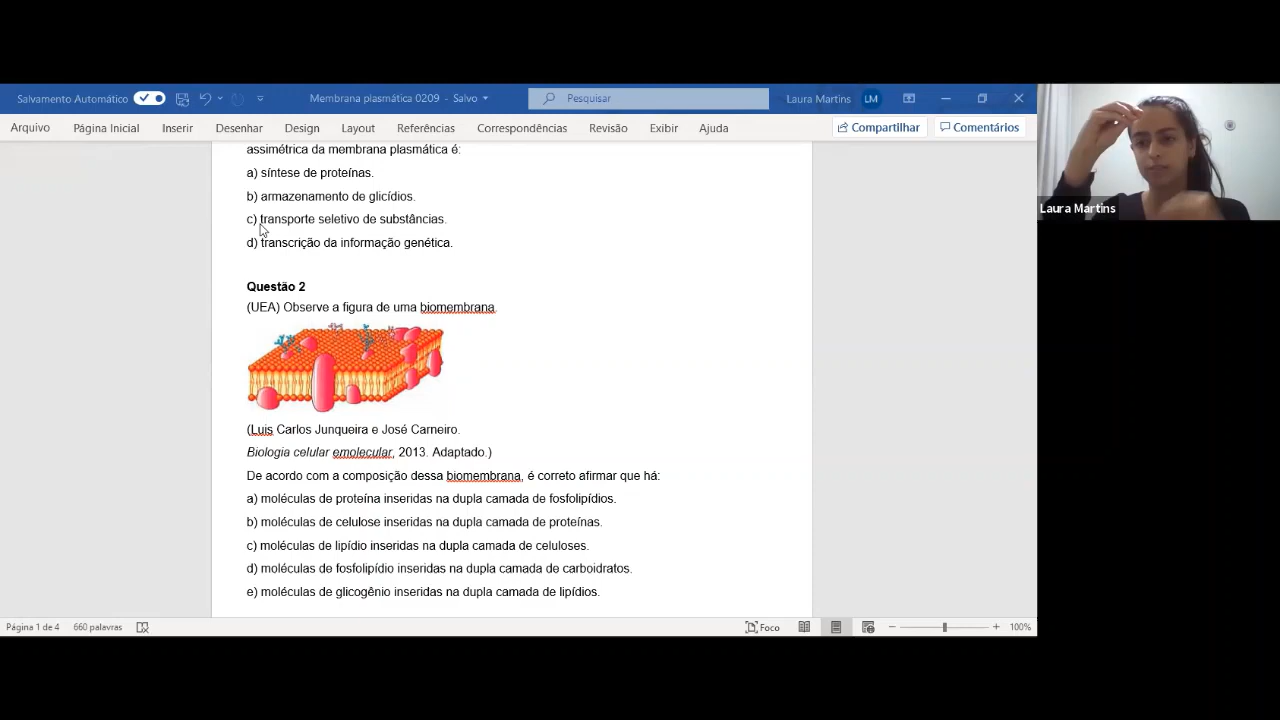 Salvamento Automático
Membrana plasmática 0209 - Salvo
Pesquisar
Laura Martins
LM
Arquivo
Página Inicial
Inserir
Desenhar
Design
Layout
Referências
Correspondências
Revisão
Exibir
Ajuda
Compartilhar
Comentários
assimétrica da membrana plasmática é:
a) síntese de proteínas.
b) armazenamento de glicídios.
c) transporte seletivo de substâncias.
d) transcrição da informação genética.
Questão 2
(UEA) Observe a figura de uma biomembrana.
(Luis Carlos Junqueira e José Carneiro.
Biologia celular emolecular, 2013. Adaptado.)
De acordo com a composição dessa biomembrana, é correto afirmar que há:
a) moléculas de proteína inseridas na dupla camada de fosfolipídios.
b) moléculas de celulose inseridas na dupla camada de proteínas.
c) moléculas de lipídio inseridas na dupla camada de celuloses.
d) moléculas de fosfolipídio inseridas na dupla camada de carboidratos.
e) moléculas de glicogênio inseridas na dupla camada de lipídios.
Página 1 de 4
660 palavras
Foco
100%
Laura Martins